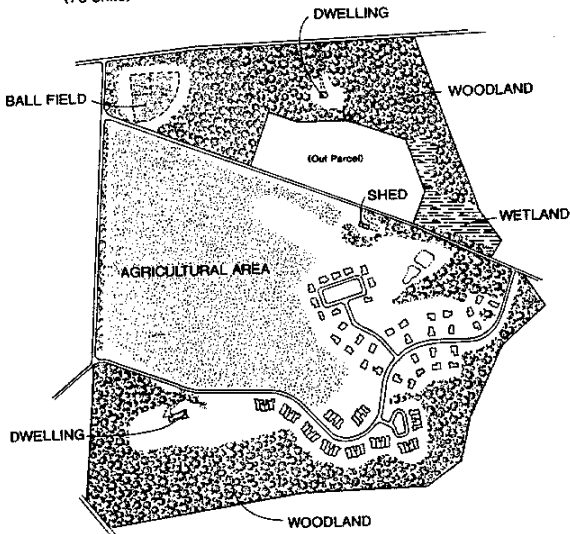 DWELLING
BALL FIELD
WOODLAND
(Out Parcel)
SHED
WETLAND
AGRICULTURAL AREA
DWELLING
WOODLAND